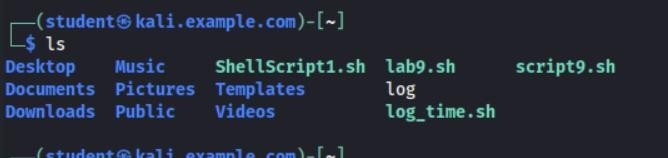 ┌──(student㉿kali.example.com)-[~]
└─$ ls
Desktop    Music     ShellScript1.sh  lab9.sh      script9.sh
Documents  Pictures  Templates        log
Downloads  Public    Videos           log_time.sh
┌──(student㉿kali.example.com)-[~]